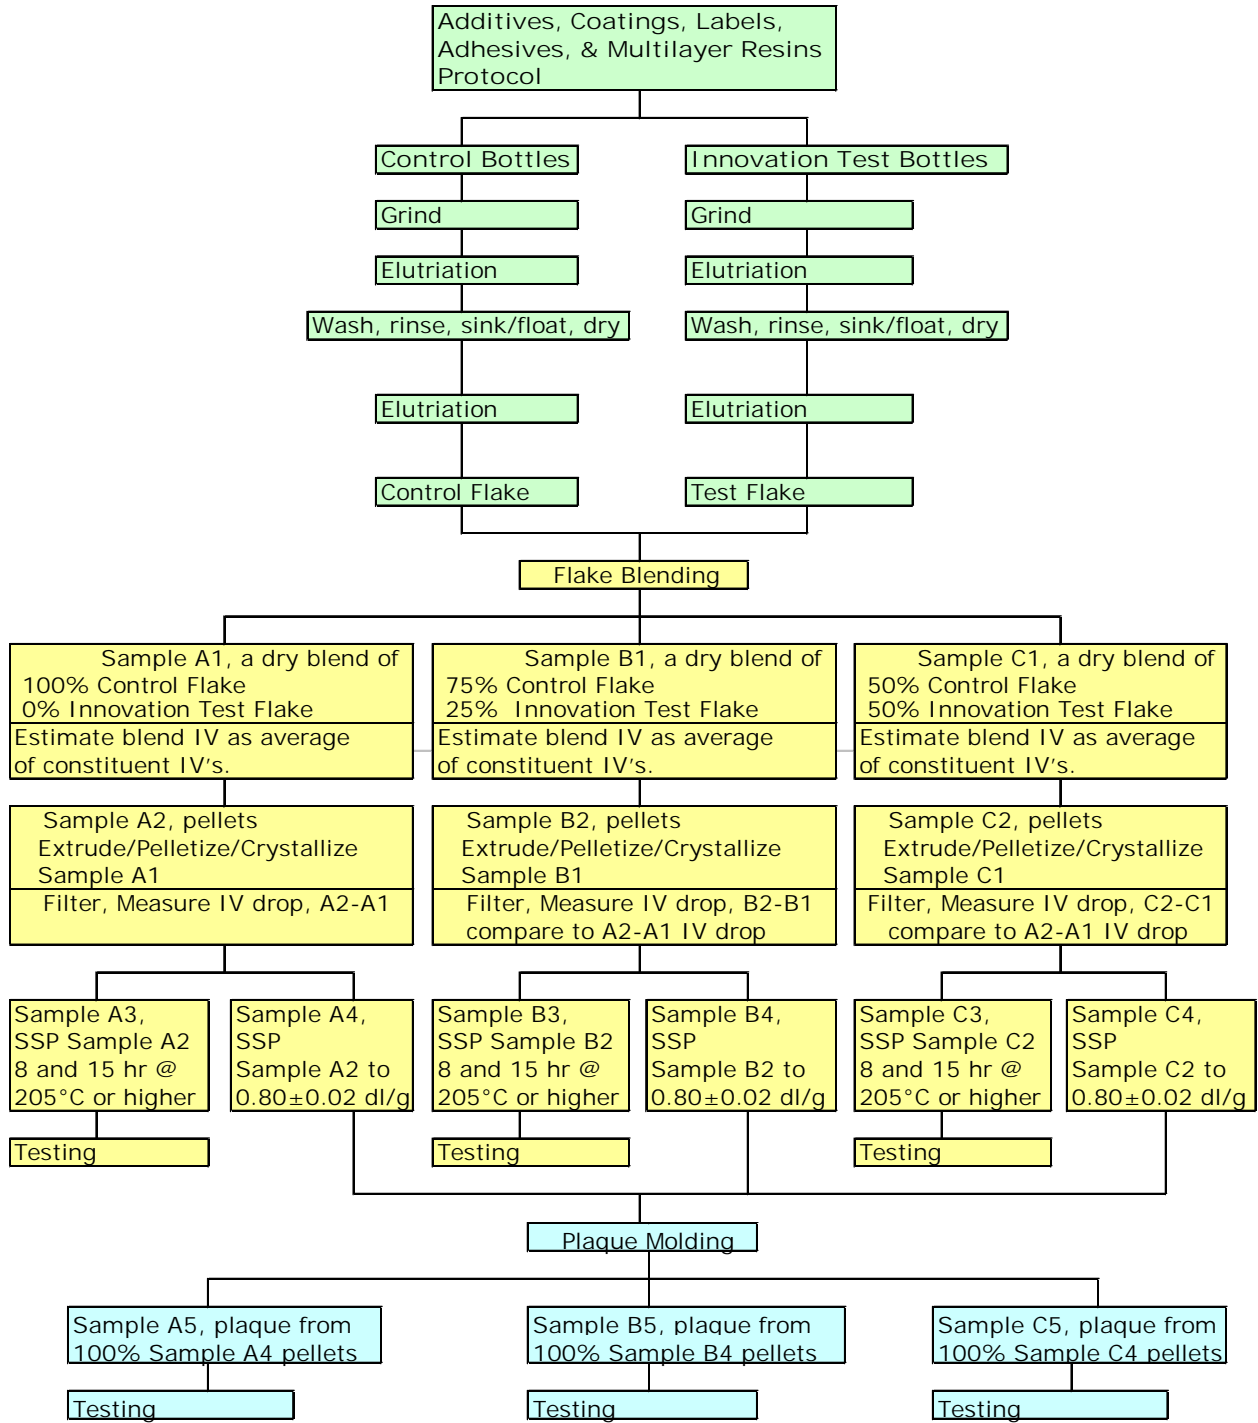 Additives, Coatings, Labels,
Adhesives, & Multilayer Resins
Protocol
Control Bottles
Innovation Test Bottles
Grind
Grind
Elutriation
Elutriation
Wash, rinse, sink/float, dry
Wash, rinse, sink/float, dry
Elutriation
Elutriation
Control Flake
Test Flake
Flake Blending
Sample A1, a dry blend of
100% Control Flake
0% Innovation Test Flake
Estimate blend IV as average
of constituent IV's.
Sample B1, a dry blend of
75% Control Flake
25% Innovation Test Flake
Estimate blend IV as average
of constituent IV's.
Sample C1, a dry blend of
50% Control Flake
50% Innovation Test Flake
Estimate blend IV as average
of constituent IV's.
Sample A2, pellets
Extrude/Pelletize/Crystallize
Sample A1
Filter, Measure IV drop, A2-A1
Sample B2, pellets
Extrude/Pelletize/Crystallize
Sample B1
Filter, Measure IV drop, B2-B1
compare to A2-A1 IV drop
Sample C2, pellets
Extrude/Pelletize/Crystallize
Sample C1
Filter, Measure IV drop, C2-C1
compare to A2-A1 IV drop
Sample A3,
SSP Sample A2
8 and 15 hr @
205°C or higher
Sample A4,
SSP
Sample A2 to
0.80±0.02 dl/g
Sample B3,
SSP Sample B2
8 and 15 hr @
205°C or higher
Sample B4,
SSP
Sample B2 to
0.80±0.02 dl/g
Sample C3,
SSP Sample C2
8 and 15 hr @
205°C or higher
Sample C4,
SSP
Sample C2 to
0.80±0.02 dl/g
Testing
Testing
Testing
Plaque Molding
Sample A5, plaque from
100% Sample A4 pellets
Sample B5, plaque from
100% Sample B4 pellets
Sample C5, plaque from
100% Sample C4 pellets
Testing
Testing
Testing